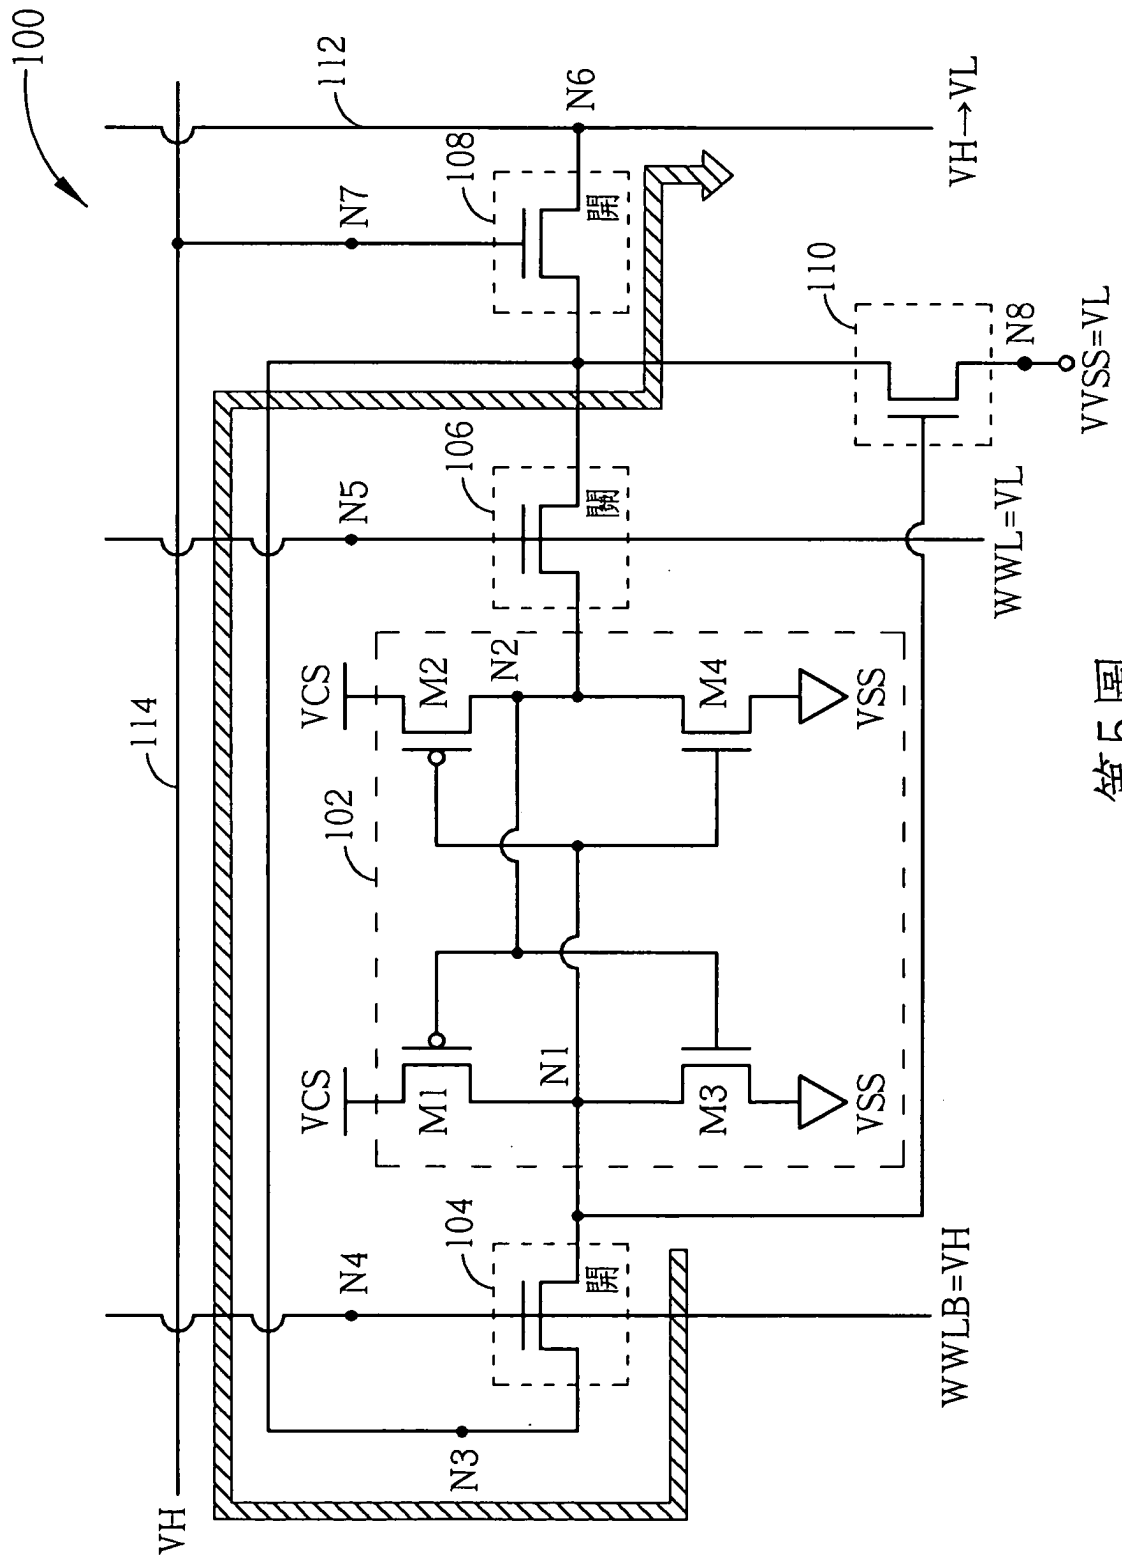 100
VH
114
112
N4
N5
N7
N3
104
VCS
102
VCS
106
108
N6
M1
M2
N1
N2
開
關
開
M3
M4
110
VSS
VSS
N8
WWLB=VH
WWL=VL
VVSS=VL
VH→VL
第5圖